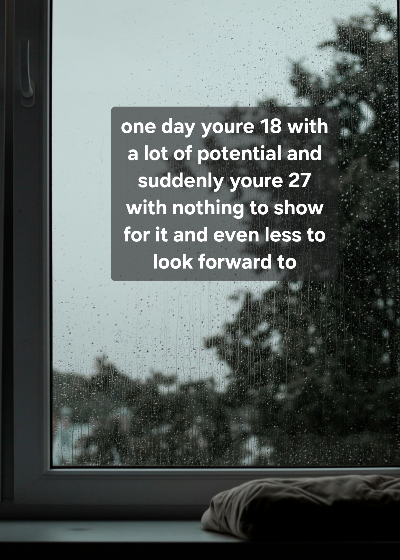 one day youre 18 with
a lot of potential and
suddenly youre 27
with nothing to show
for it and even less to
look forward to